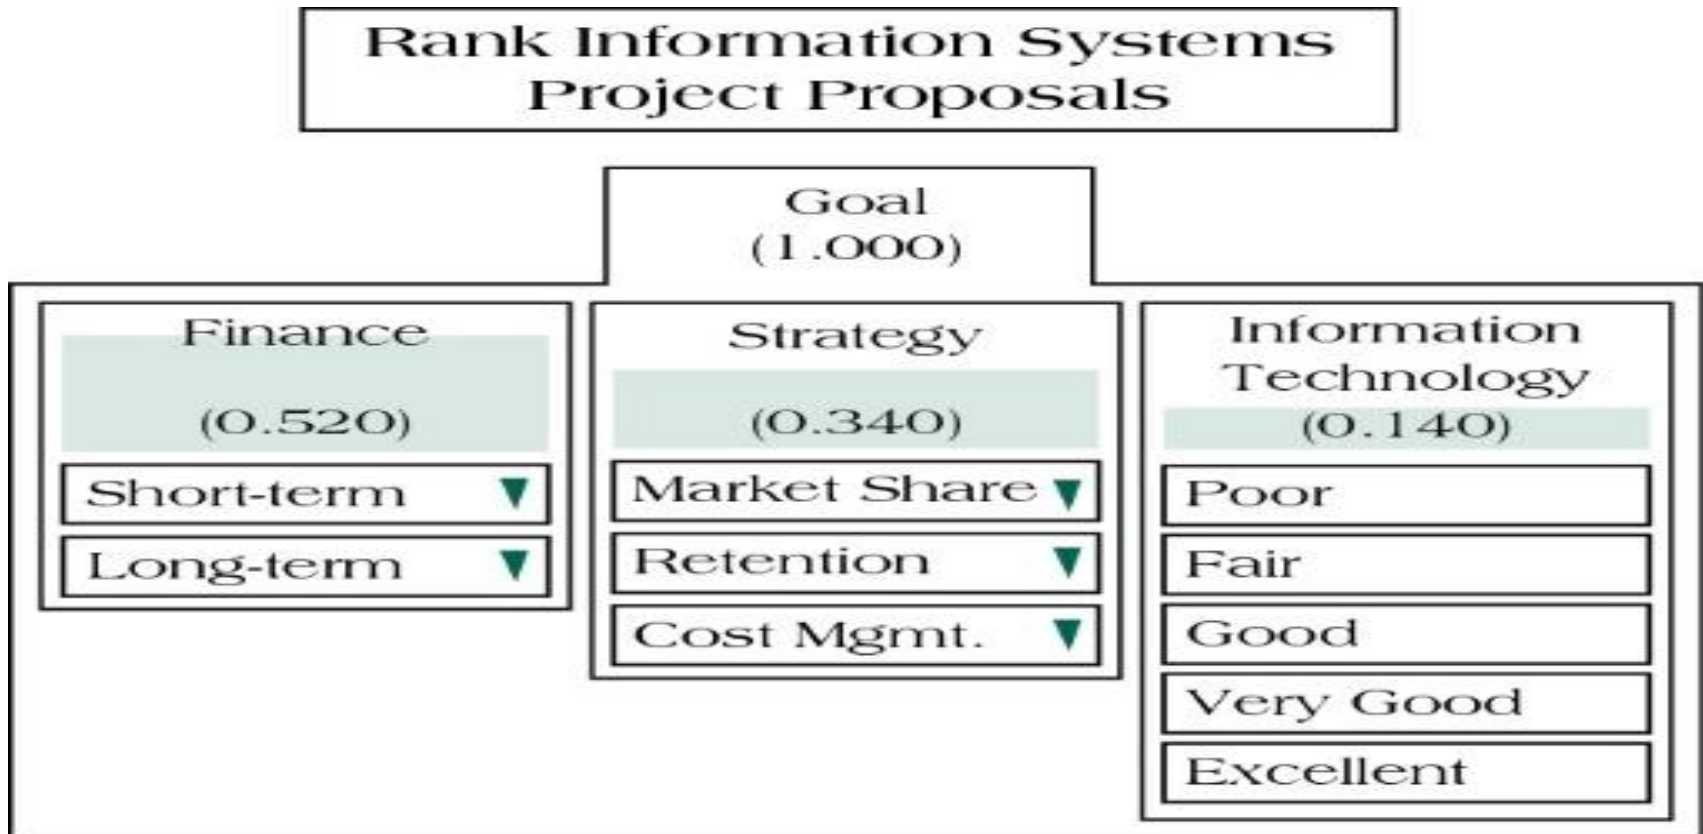 Rank Information Systems
Project Proposals
Goal
(1.000)
Finance
(0.520)
Short-term
Long-term
Strategy
(0.340)
Market Share
Retention
Cost Mgmt.
Information
Technology
(0.140)
Poor
Fair
Good
Very Good
Excellent